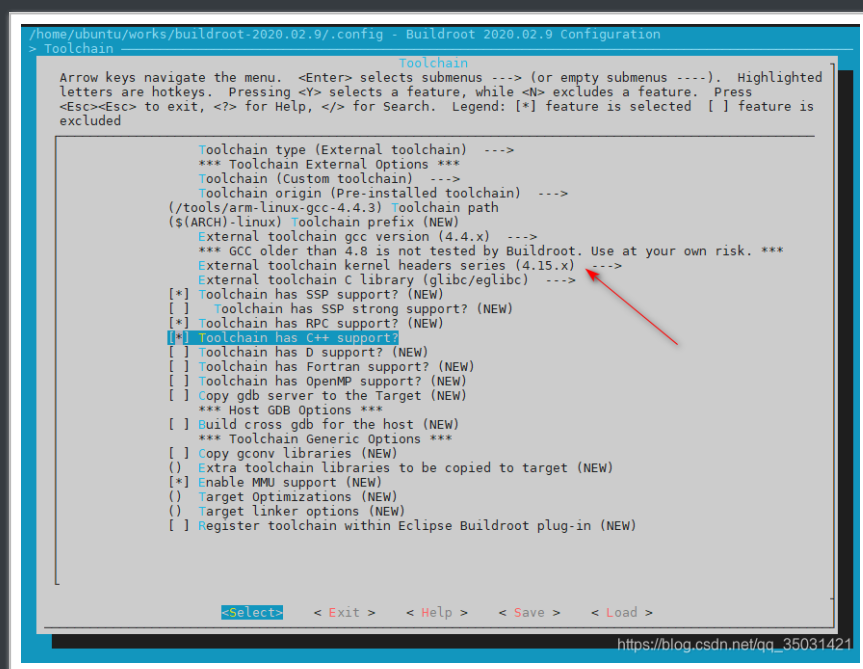 /home/ubuntu/works/buildroot-2020.02.9/.config - Buildroot 2020.02.9 Configuration
> Toolchain
Toolchain
Arrow keys navigate the menu.  <Enter> selects submenus ---> (or empty submenus ----).  Highlighted
letters are hotkeys.  Pressing <Y> selects a feature, while <N> excludes a feature.  Press
<Esc><Esc> to exit, <?> for Help, </> for Search.  Legend: [*] feature is selected  [ ] feature is
excluded
Toolchain type (External toolchain)  --->
*** Toolchain External Options ***
Toolchain (Custom toolchain)  --->
Toolchain origin (Pre-installed toolchain)  --->
(/tools/arm-linux-gcc-4.4.3) Toolchain path
($(ARCH)-linux) Toolchain prefix (NEW)
External toolchain gcc version (4.4.x)  --->
*** GCC older than 4.8 is not tested by Buildroot. Use at your own risk. ***
External toolchain kernel headers series (4.15.x)  --->
External toolchain C library (glibc/eglibc)  --->
[*] Toolchain has SSP support? (NEW)
[ ]   Toolchain has SSP strong support? (NEW)
[*] Toolchain has RPC support? (NEW)
[*] Toolchain has C++ support?
[ ] Toolchain has D support? (NEW)
[ ] Toolchain has Fortran support? (NEW)
[ ] Toolchain has OpenMP support? (NEW)
[ ] Copy gdb server to the Target (NEW)
*** Host GDB Options ***
[ ] Build cross gdb for the host (NEW)
*** Toolchain Generic Options ***
[ ] Copy gconv libraries (NEW)
()  Extra toolchain libraries to be copied to target (NEW)
[*] Enable MMU support (NEW)
()  Target Optimizations (NEW)
()  Target linker options (NEW)
[ ] Register toolchain within Eclipse Buildroot plug-in (NEW)
<Select>    < Exit >    < Help >    < Save >    < Load >
https://blog.csdn.net/qq_35031421